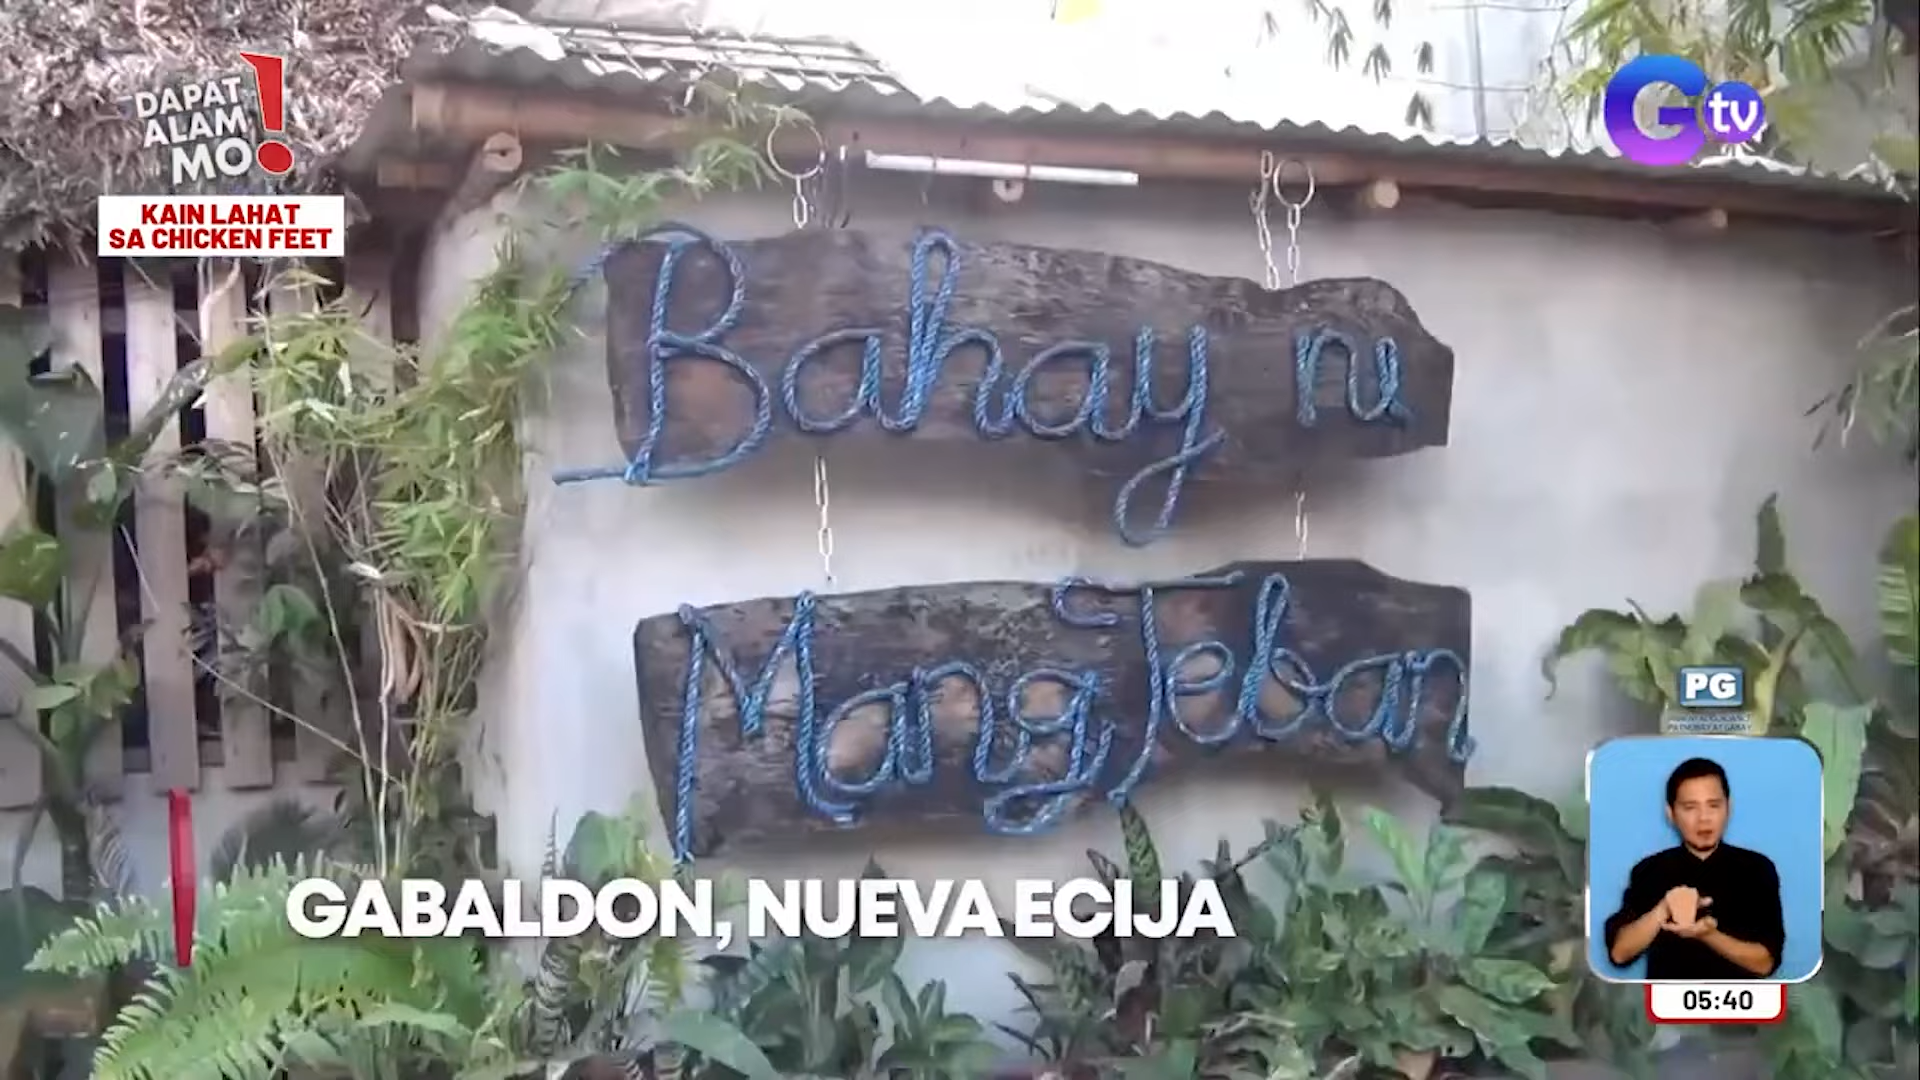 DAPAT
ALAM
MO!
KAIN LAHAT
SA CHICKEN FEET
G tv
Bahay ni
Mang Teban
PG
GABALDON, NUEVA ECIJA
05:40